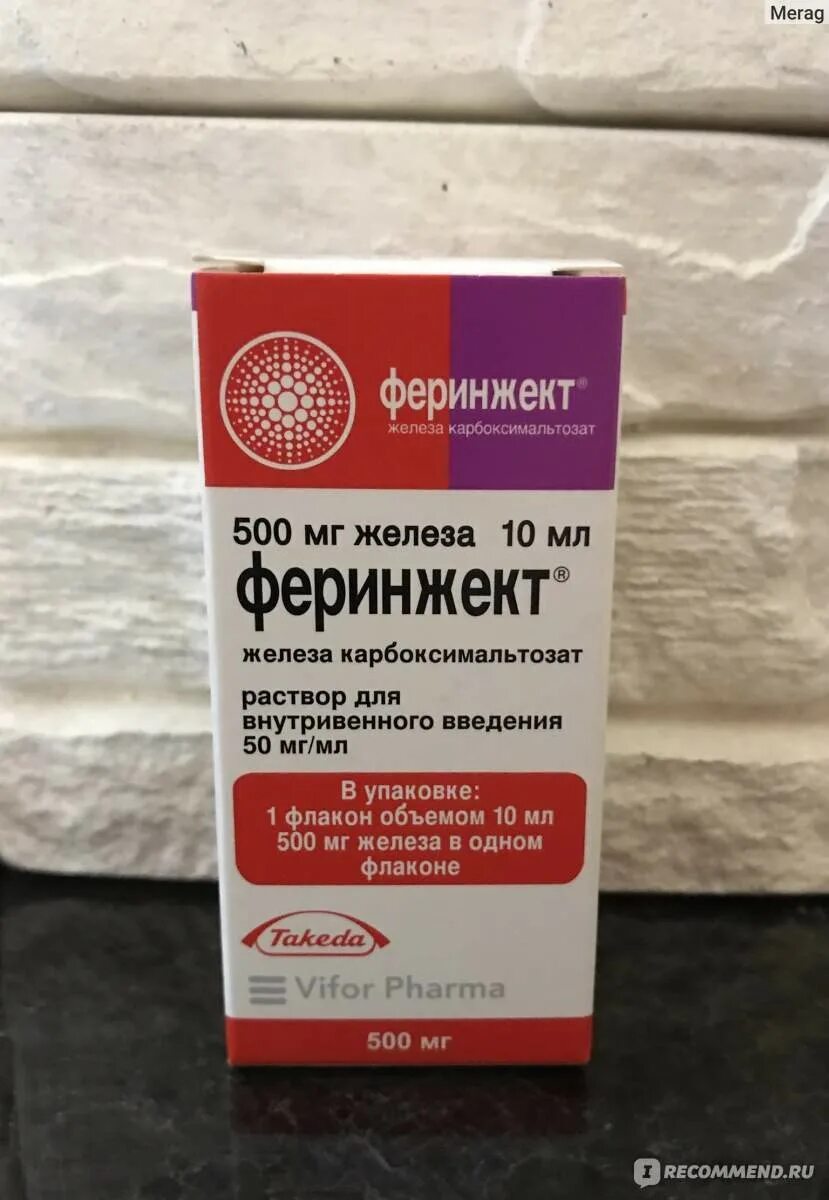 Merag
феринжект®
железа карбоксимальтозат
500 мг железа 10 мл
феринжект®
железа карбоксимальтозат
раствор для
внутривенного введения
50 мг/мл
В упаковке:
1 флакон объемом 10 мл
500 мг железа в одном
флаконе
Takeda
Vifor Pharma
500 мг
IRECOMMEND.RU